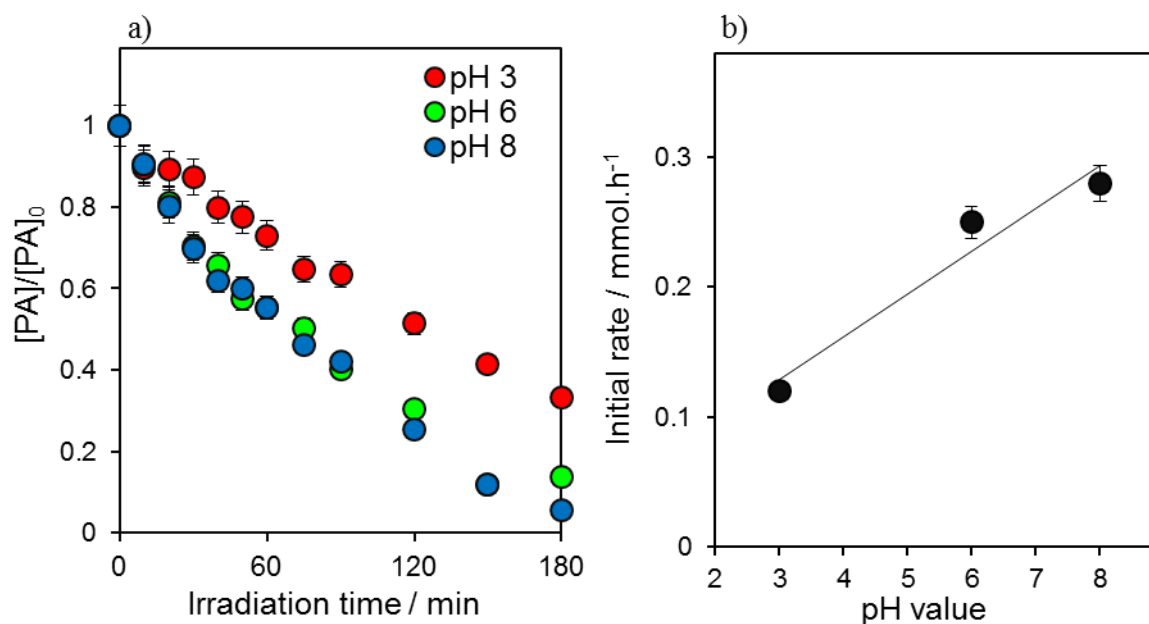 a)
pH 3
pH 6
pH 8
1
0.8
0.6
0.4
0.2
0
[PA]/[PA]₀
0 60 120 180
Irradiation time / min
b)
0.3
0.2
0.1
0
Initial rate / mmol.h⁻¹
2 3 4 5 6 7 8
pH value